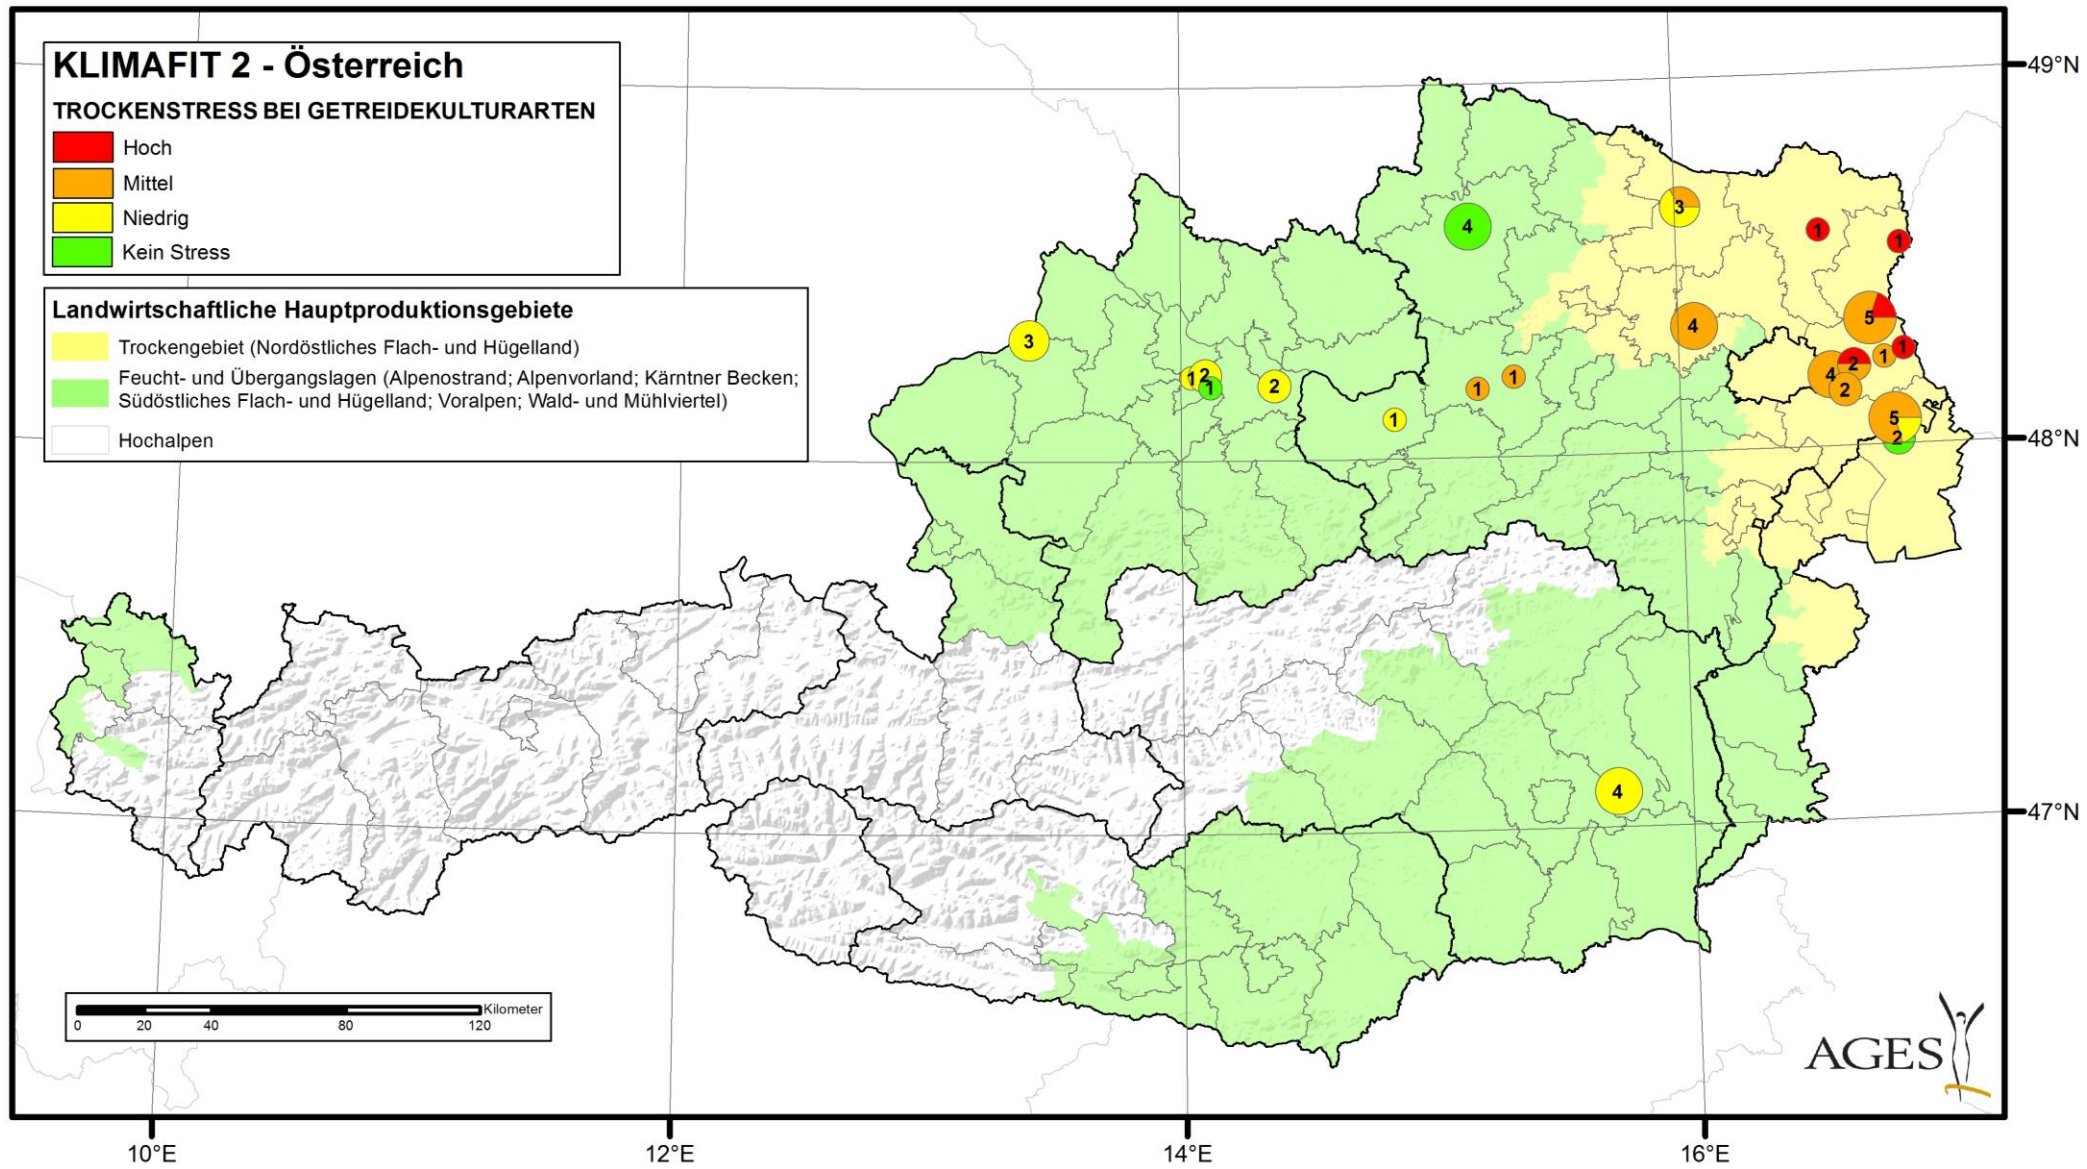 KLIMAFIT 2 - Österreich
TROCKENSTRESS BEI GETREIDEKULTURARTEN
Hoch
Mittel
Niedrig
Kein Stress
Landwirtschaftliche Hauptproduktionsgebiete
Trockengebiet (Nordöstliches Flach- und Hügelland)
Feucht- und Übergangslagen (Alpenostrand; Alpenvorland; Kärntner Becken;
Südöstliches Flach- und Hügelland; Voralpen; Wald- und Mühlviertel)
Hochalpen
49°N
48°N
47°N
3
4
1
1
5
4
1
1
2
4
2
5
2
3
1
2
1
2
1
1
1
4
Kilometer
0 20 40 80 120
AGES
10°E 12°E 14°E 16°E